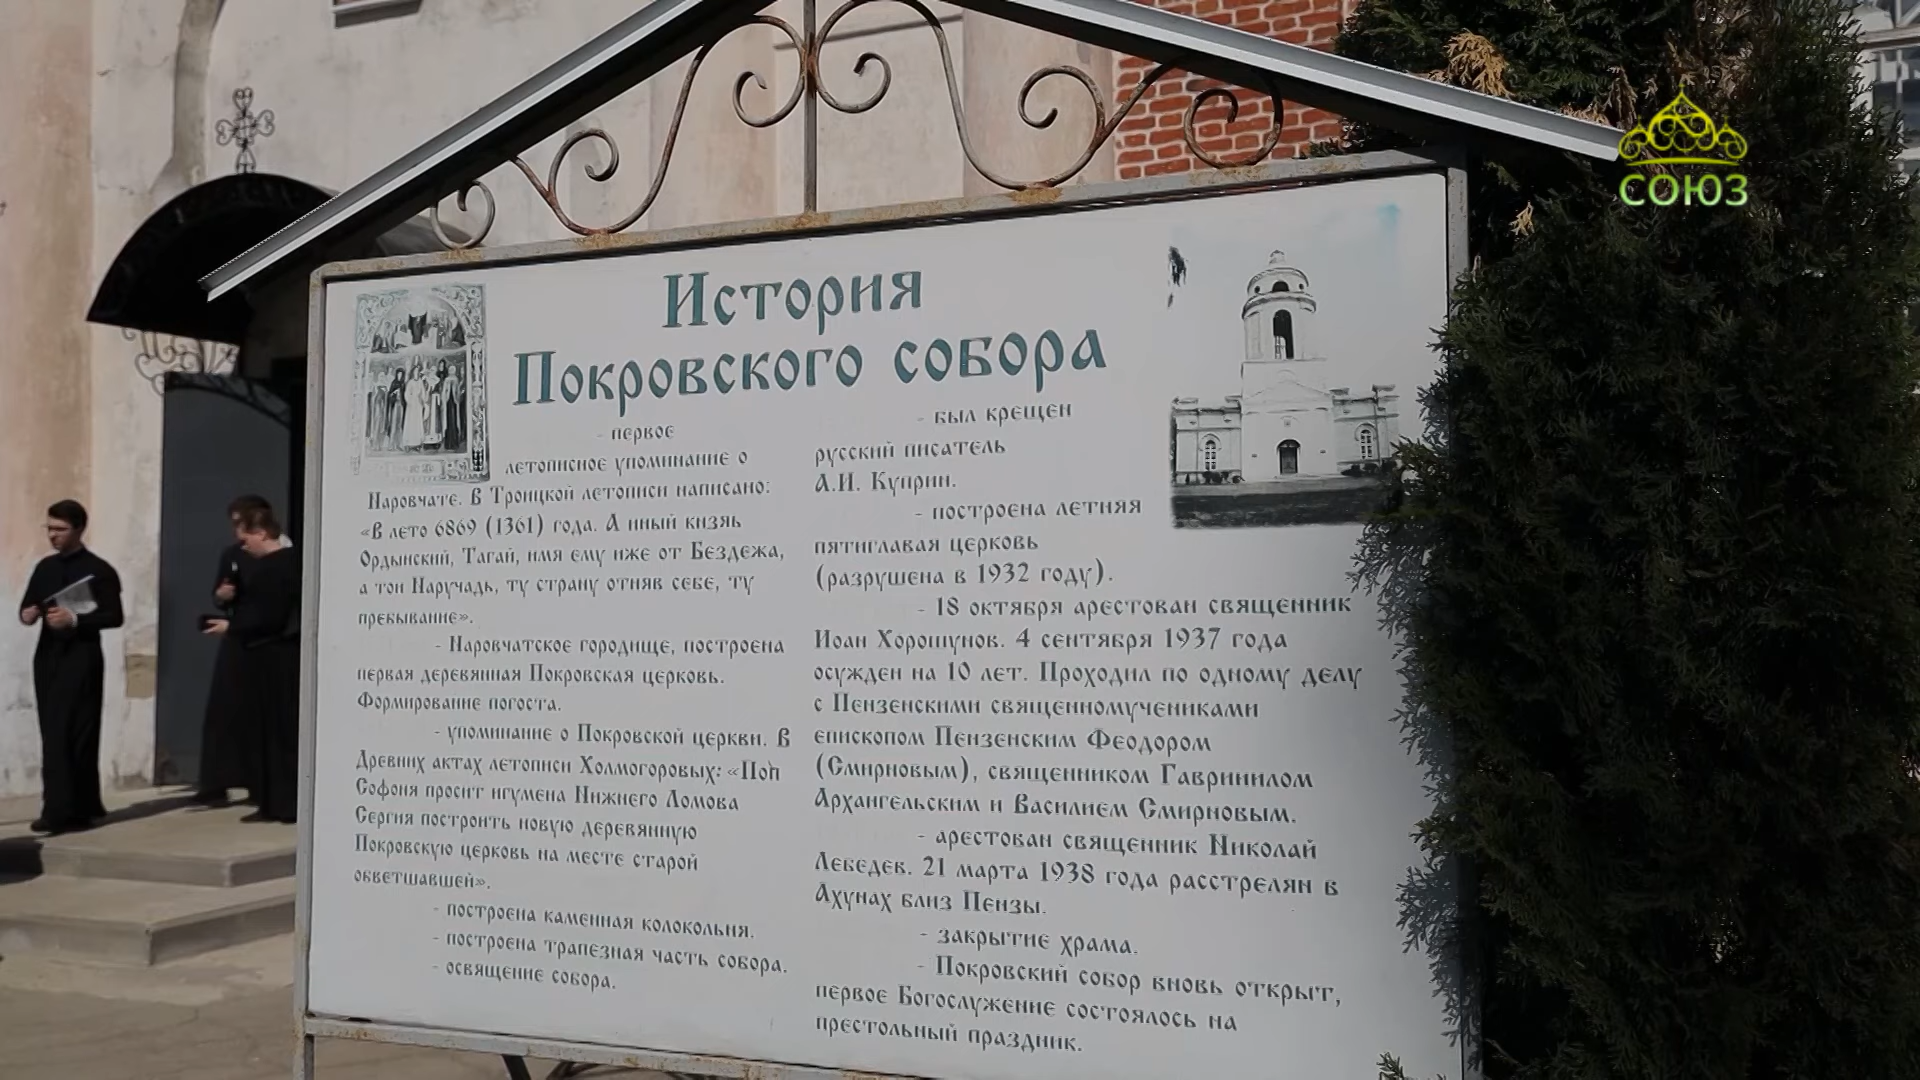 СОЮЗ
История
Покровского собора
- первое
летописное упоминание о
Наровчате. В Троицкой летописи написано:
«В лето 6869 (1361) года. А иный князь
Ордынский, Тагай, имя ему иже от Бездежа,
а тои Наручадь, ту страну отняв себе, ту
пребывание».
- Наровчатское городище, построена
первая деревянная Покровская церковь.
Формирование погоста.
- упоминание о Покровской церкви. В
Древних актах летописи Холмогоровых: «Поп
Софоня просит игумена Нижнего Ломова
Сергия построить новую деревянную
Покровскую церковь на месте старой
обветшавшей».
- построена каменная колокольня.
- построена трапезная часть собора.
- освящение собора.
- был крещен
русский писатель
А.И. Куприн.
- построена летняя
пятиглавая церковь
(разрушена в 1932 году).
- 18 октября арестован священник
Иоан Хорошунов. 4 сентября 1937 года
осужден на 10 лет. Проходил по одному делу
с Пензенскими священномучениками
епископом Пензенским Феодором
(Смирновым), священником Гавриилом
Архангельским и Василием Смирновым.
- арестован священник Николай
Лебедев. 21 марта 1938 года расстрелян в
Ахунах близ Пензы.
- закрытие храма.
- Покровский собор вновь открыт,
первое Богослужение состоялось на
престольный праздник.